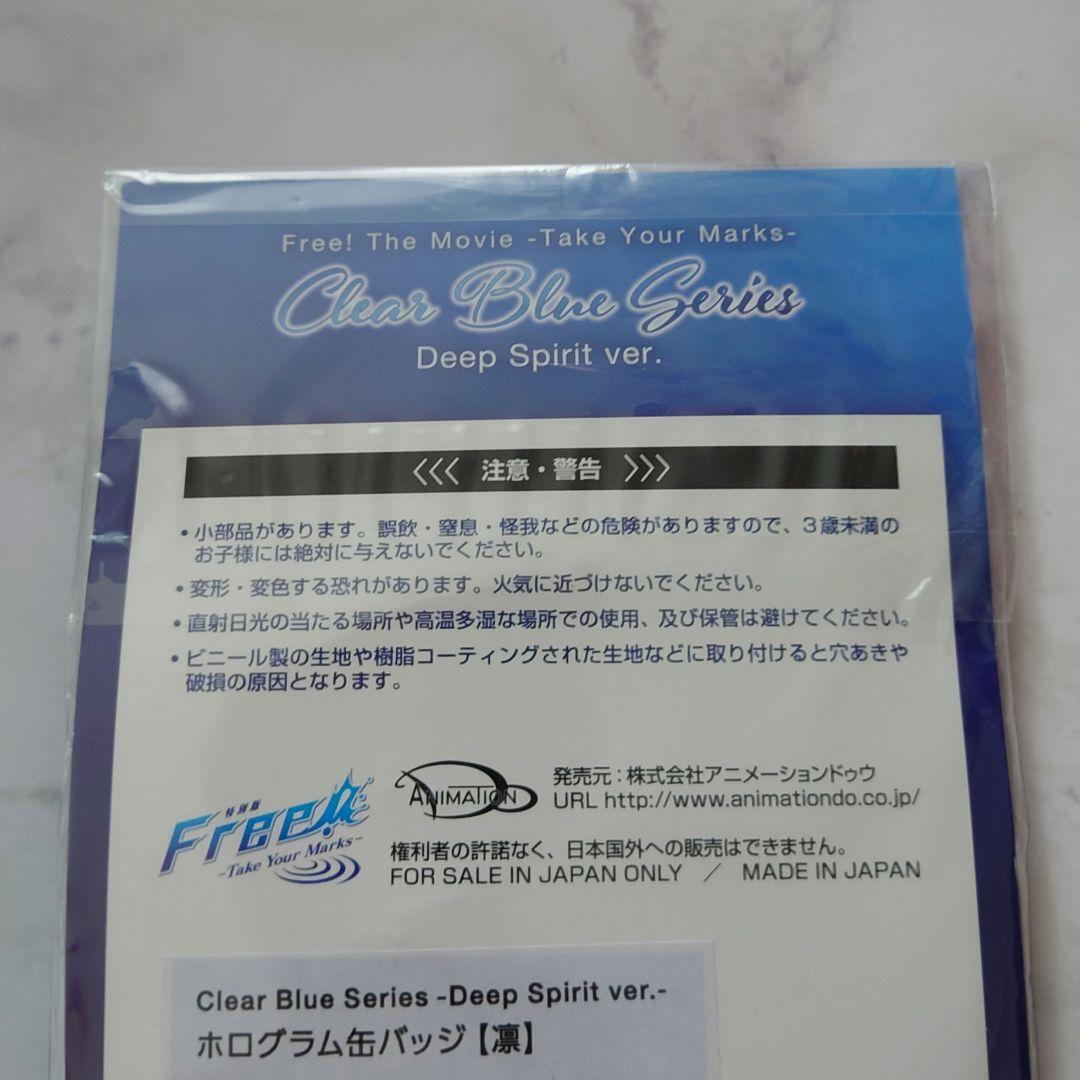 Free! The Movie -Take Your Marks-
Clear Blue Series
Deep Spirit ver.
<<< 注意・警告 >>>
•小部品があります。誤飲・窒息・怪我などの危険がありますので、3歳未満の
お子様には絶対に与えないでください。
•変形・変色する恐れがあります。火気に近づけないでください。
•直射日光の当たる場所や高温多湿な場所での使用、及び保管は避けてください。
•ビニール製の生地や樹脂コーティングされた生地などに取り付けると穴あきや
破損の原因となります。
特別版
Free!
-Take Your Marks-
ANIMATION
発売元:株式会社アニメーションドゥウ
URL http://www.animationdo.co.jp/
権利者の許諾なく、日本国外への販売はできません。
FOR SALE IN JAPAN ONLY / MADE IN JAPAN
Clear Blue Series -Deep Spirit ver.-
ホログラム缶バッジ【凛】